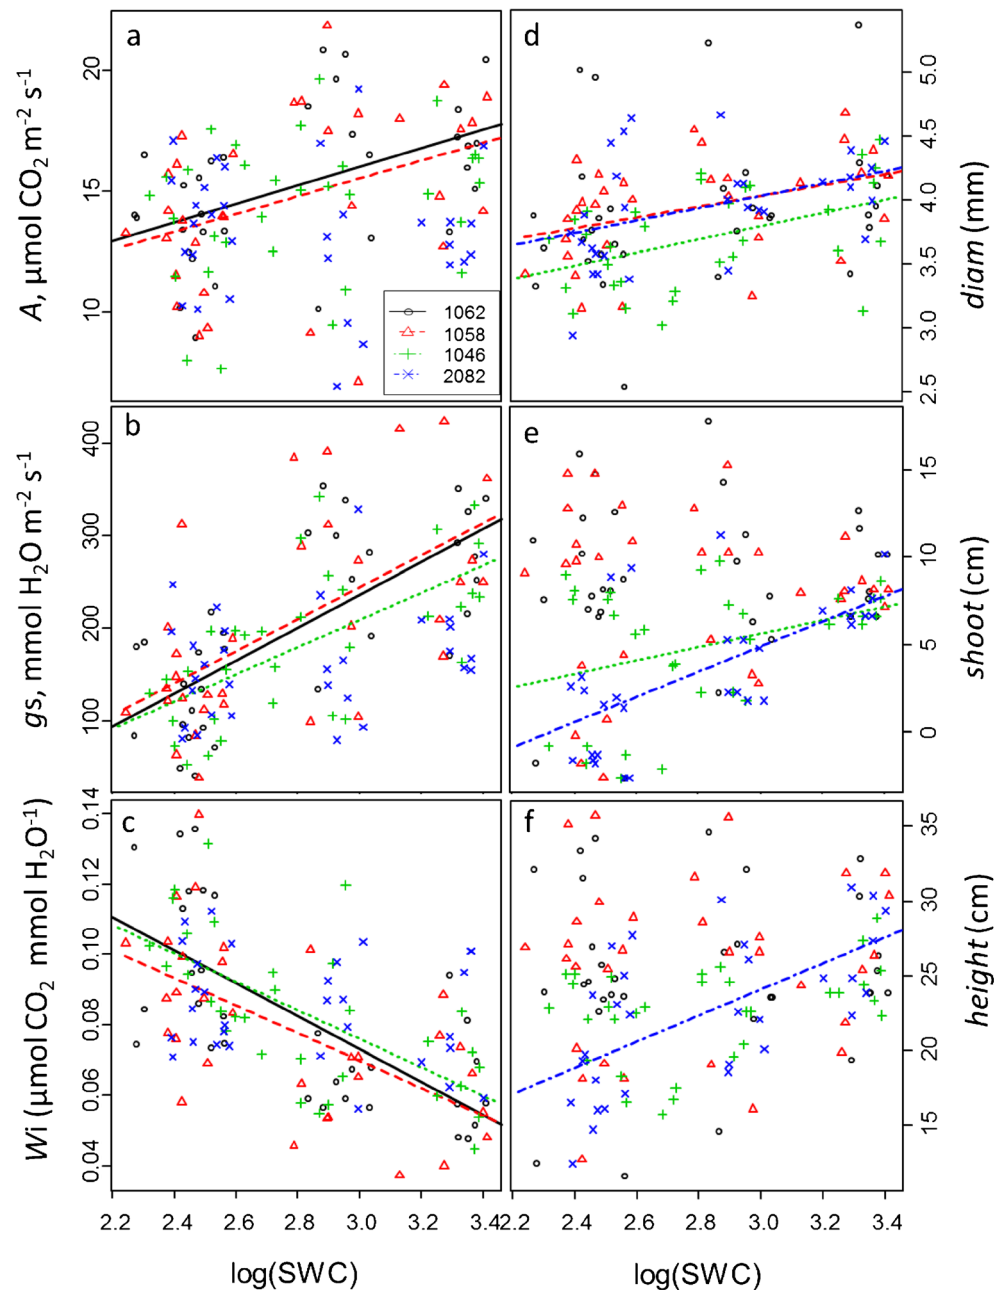 a
A, µmol CO2 m-2 s-1
20
15
10
1062
1058
1046
2082
d
diam (mm)
5.0
4.5
4.0
3.5
3.0
2.5
b
gs, mmol H2O m-2 s-1
400
300
200
100
e
shoot (cm)
15
10
5
0
c
Wi (µmol CO2 mmol H2O-1)
0.14
0.14
0.12
0.10
0.08
0.06
0.04
f
height (cm)
35
30
25
20
15
2.2 2.4 2.6 2.8 3.0 3.2 3.4
2.2 2.4 2.6 2.8 3.0 3.2 3.4
log(SWC)
log(SWC)